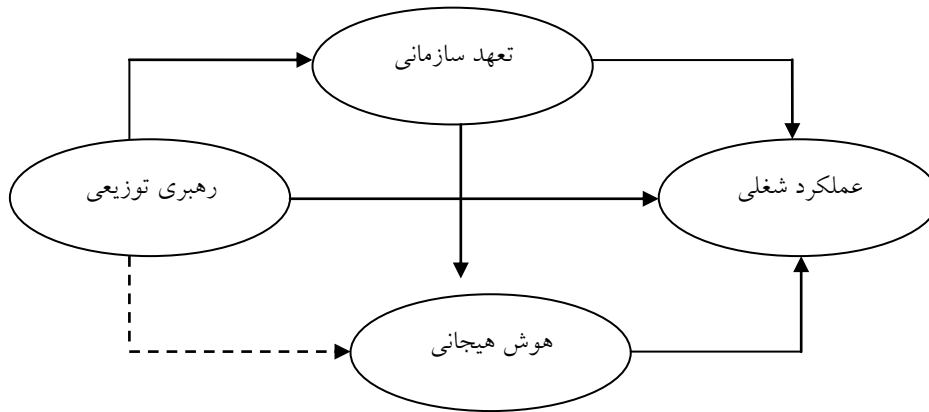 تعهد سازمانی
رهبری توزیعی
عملکرد شغلی
هوش هیجانی